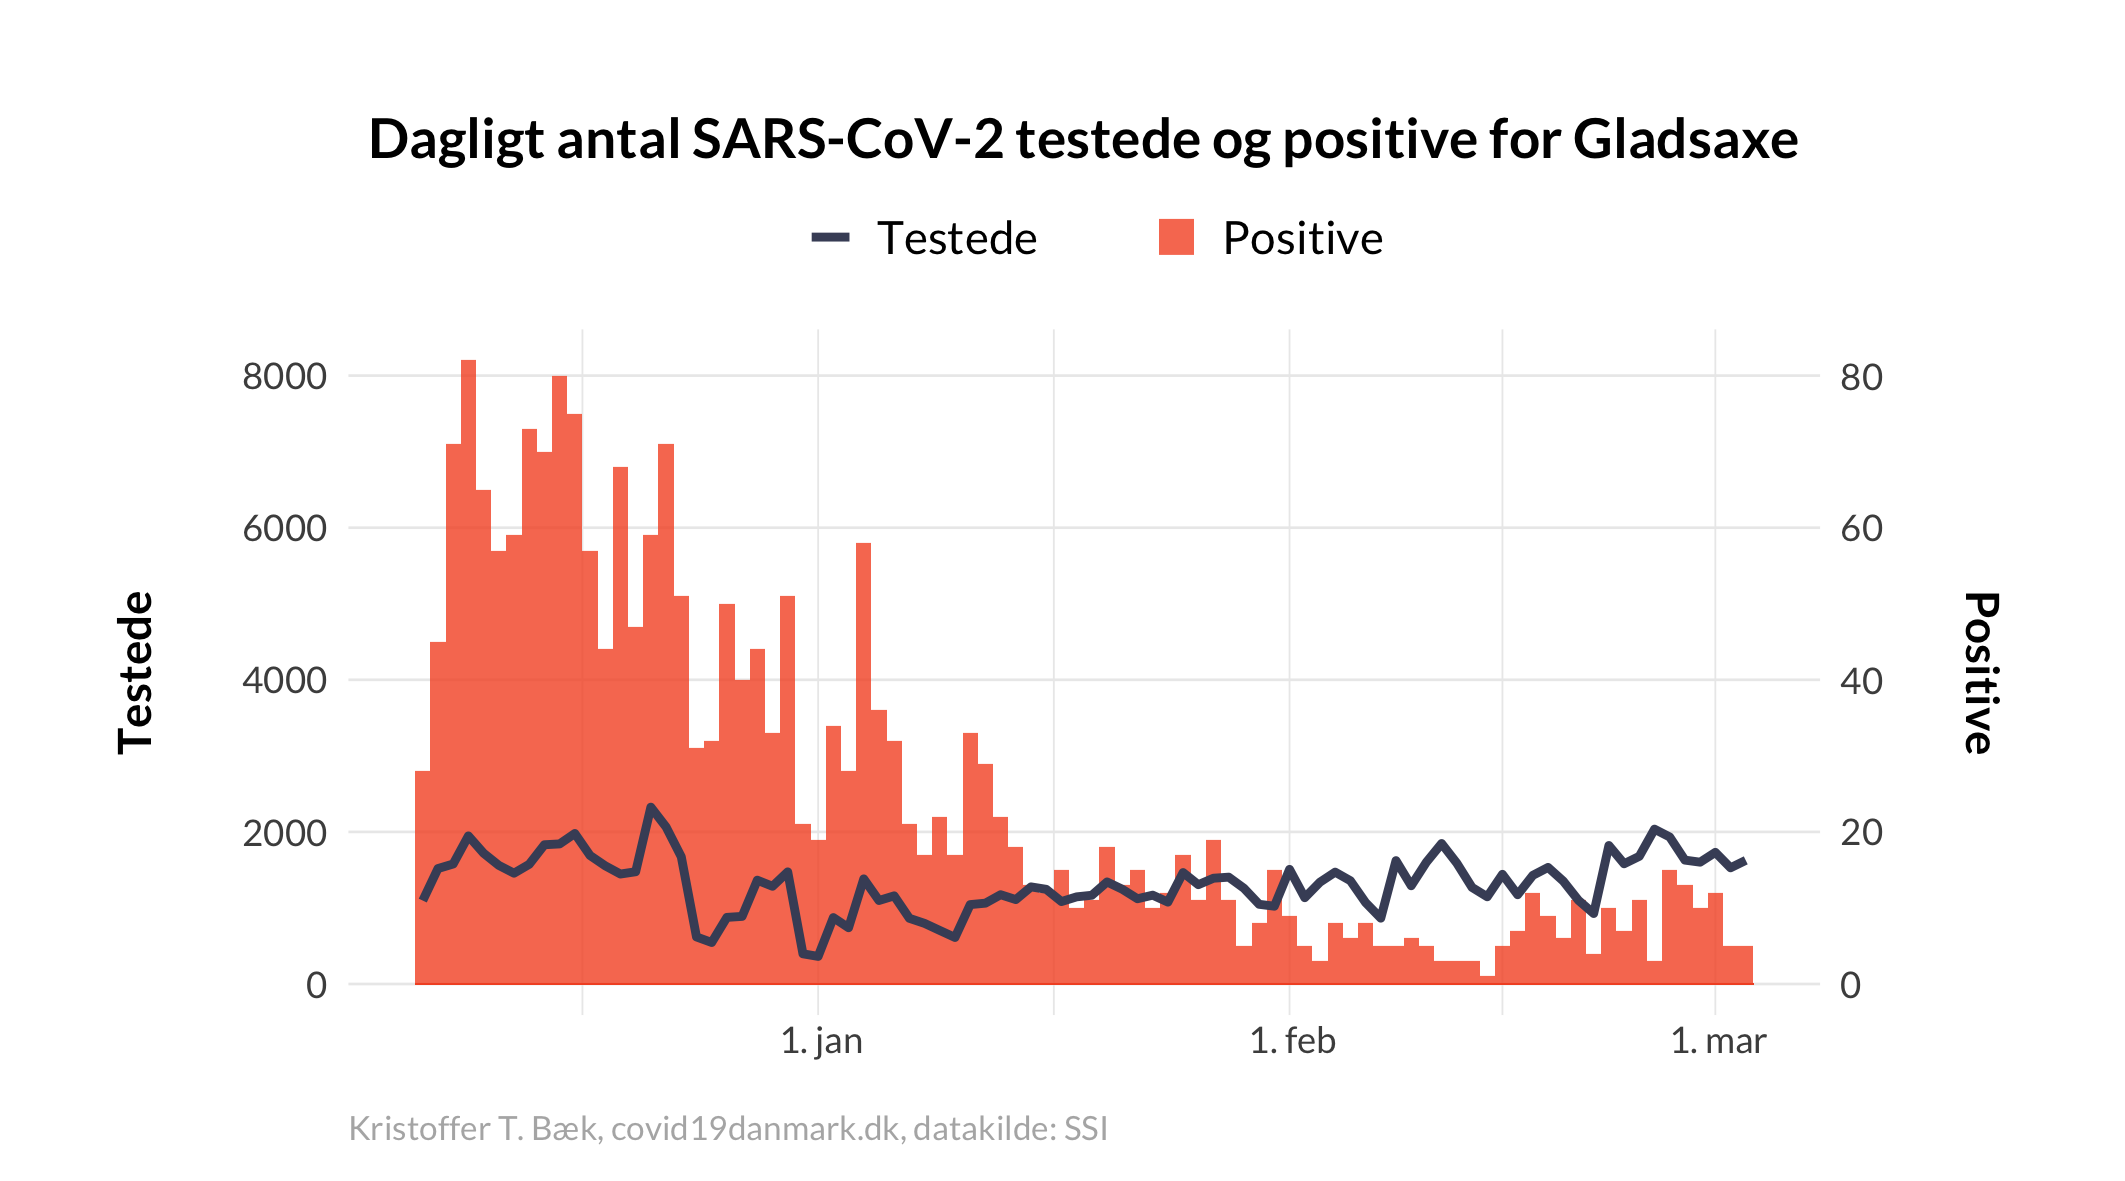 Dagligt antal SARS-CoV-2 testede og positive for Gladsaxe
Testede
Positive
8000
6000
4000
2000
0
Testede
80
60
40
20
0
Positive
1. jan
1. feb
1. mar
Kristoffer T. Bæk, covid19danmark.dk, datakilde: SSI